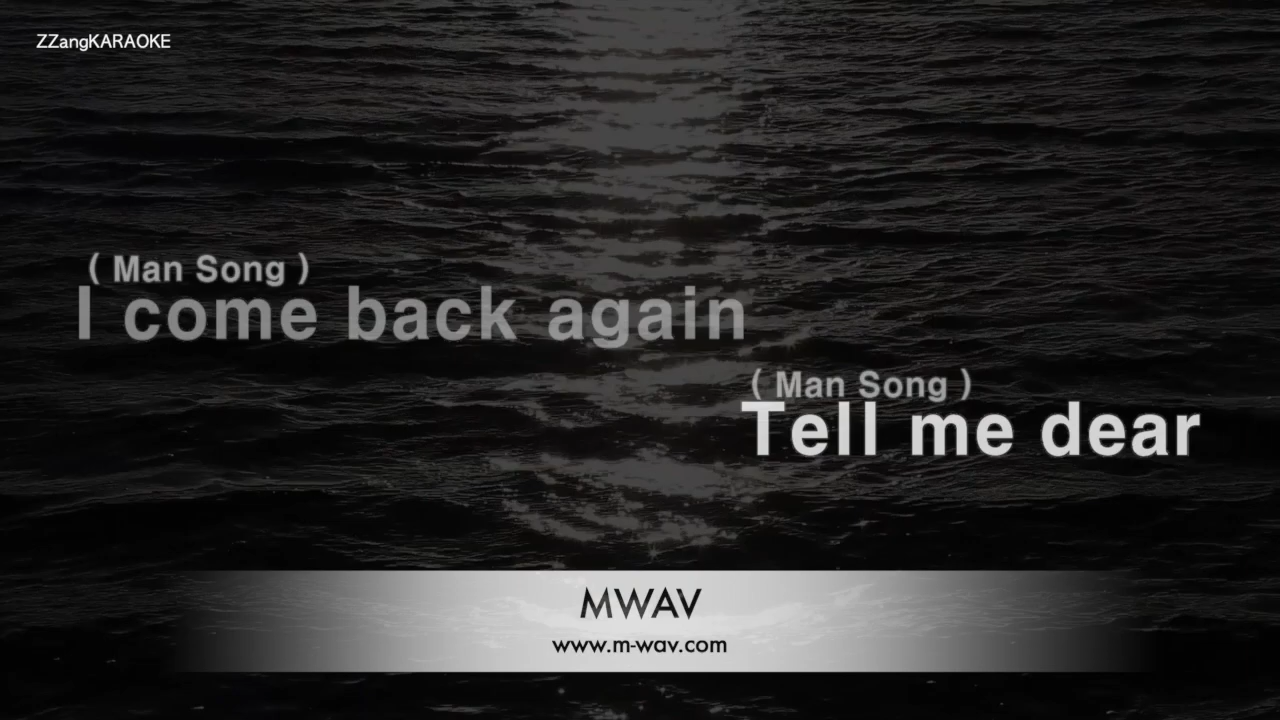 ZZangKARAOKE
( Man Song )
I come back again
( Man Song )
Tell me dear
MWAV
www.m-wav.com